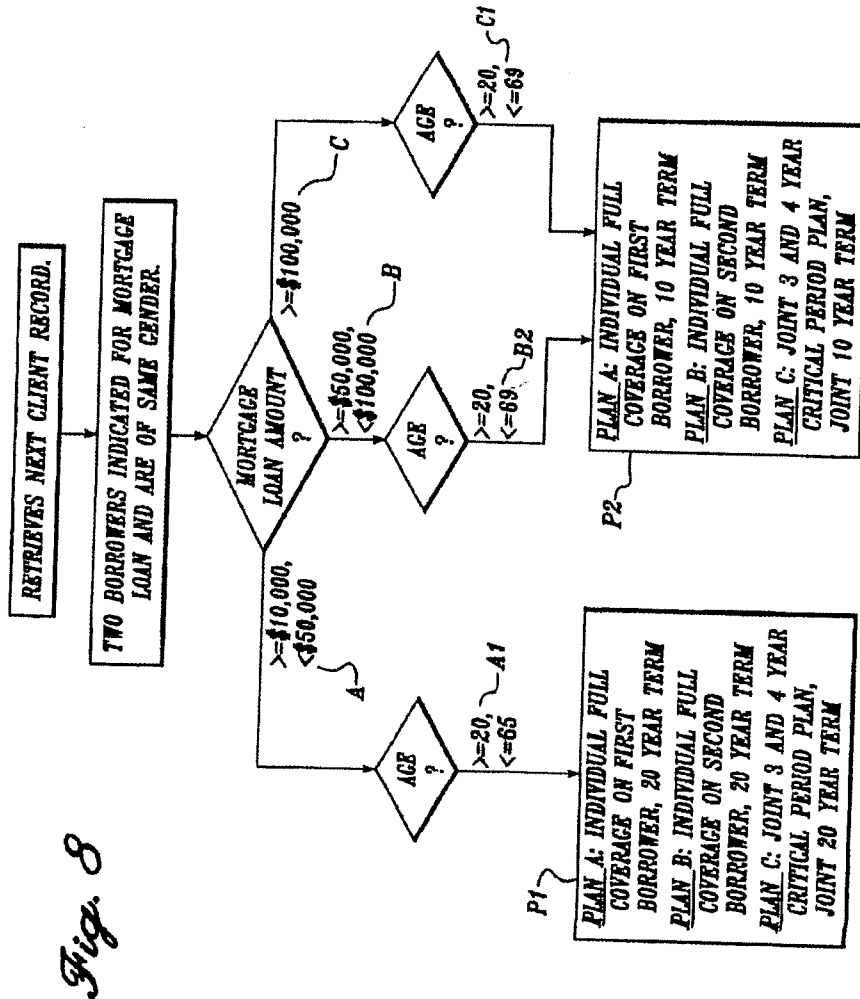 RETRIEVES NEXT CLIENT RECORD.
TWO BORROWERS INDICATED FOR MORTGAGE
LOAN AND ARE OF SAME GENDER.
MORTGAGE
LOAN AMOUNT
?
>=$10,000,
<$50,000
A
>=$50,000,
<$100,000
B
>=$100,000
C
AGE
?
>=20,
<=65
A1
AGE
?
>=20,
<=69
B2
AGE
?
>=20,
<=69
C1
P1
PLAN A: INDIVIDUAL FULL
COVERAGE ON FIRST
BORROWER, 20 YEAR TERM
PLAN B: INDIVIDUAL FULL
COVERAGE ON SECOND
BORROWER, 20 YEAR TERM
PLAN C: JOINT 3 AND 4 YEAR
CRITICAL PERIOD PLAN,
JOINT 20 YEAR TERM
P2
PLAN A: INDIVIDUAL FULL
COVERAGE ON FIRST
BORROWER, 10 YEAR TERM
PLAN B: INDIVIDUAL FULL
COVERAGE ON SECOND
BORROWER, 10 YEAR TERM
PLAN C: JOINT 3 AND 4 YEAR
CRITICAL PERIOD PLAN,
JOINT 10 YEAR TERM
Fig. 8